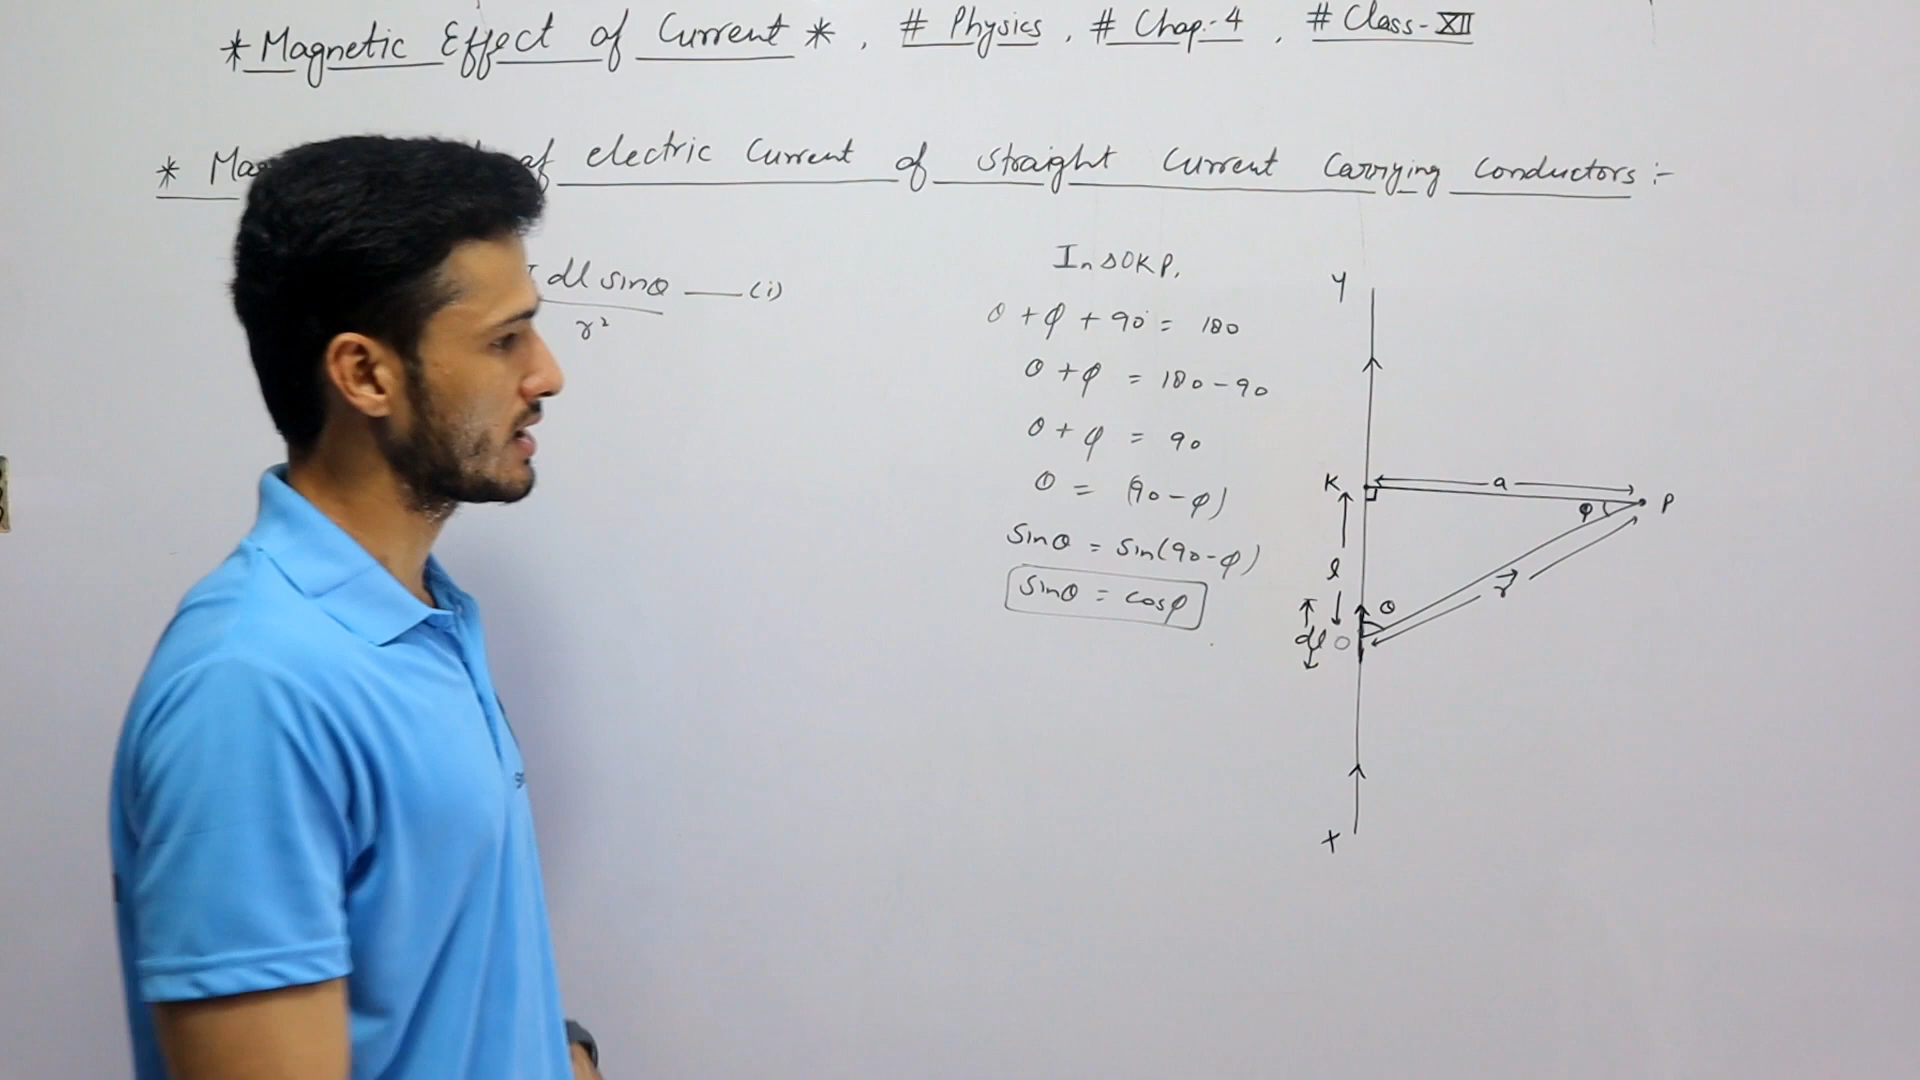 * Magnetic Effect of Current *, # Physics, # Chap:-4, # Class-XII
* of electric Current of straight Current Carrying Conductors :-
dl sinθ —— (i)
r²
In ΔOKP,
θ + φ + 90 = 180
θ + φ = 180-90
θ + φ = 90
θ = (90-φ)
Sinθ = Sin(90-φ)
Sinθ = cosφ
Y
K
a
P
φ
l
r
θ
dl
O
X